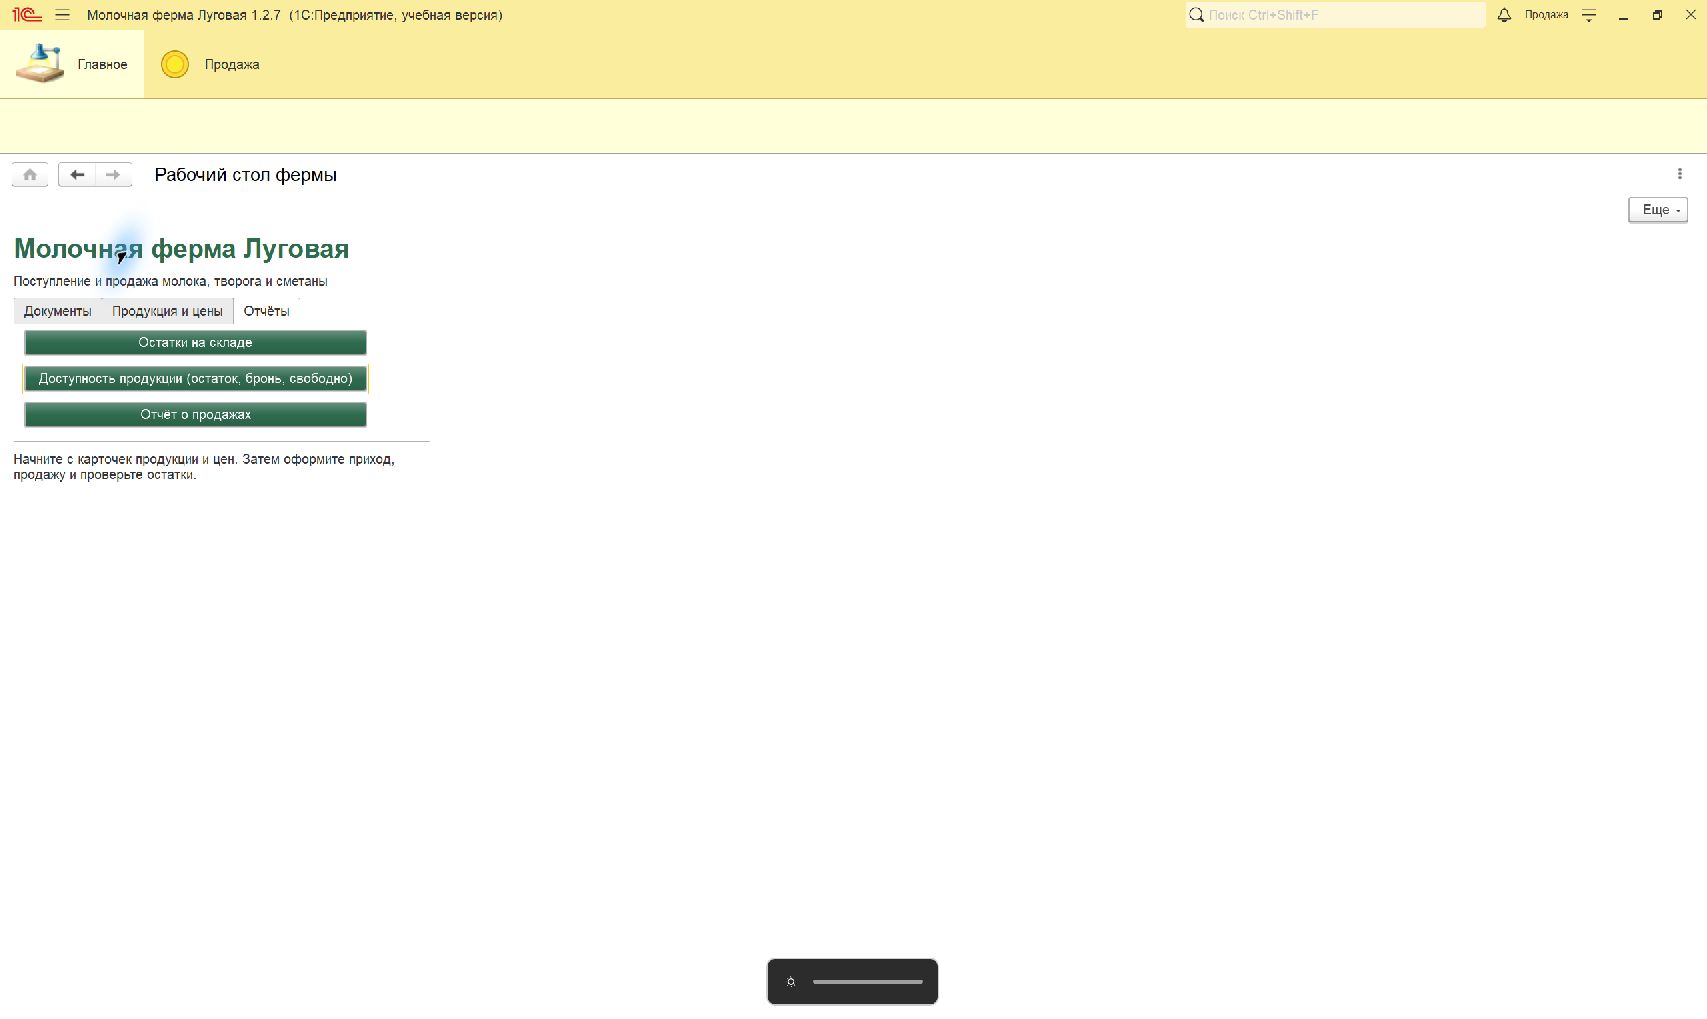 1С Молочная ферма Луговая 1.2.7 (1С:Предприятие, учебная версия) Поиск Ctrl+Shift+F Продажа
Главное Продажа
Рабочий стол фермы
Еще
Молочная ферма Луговая
Поступление и продажа молока, творога и сметаны
Документы Продукция и цены Отчёты
Остатки на складе
Доступность продукции (остаток, бронь, свободно)
Отчёт о продажах
Начните с карточек продукции и цен. Затем оформите приход,
продажу и проверьте остатки.